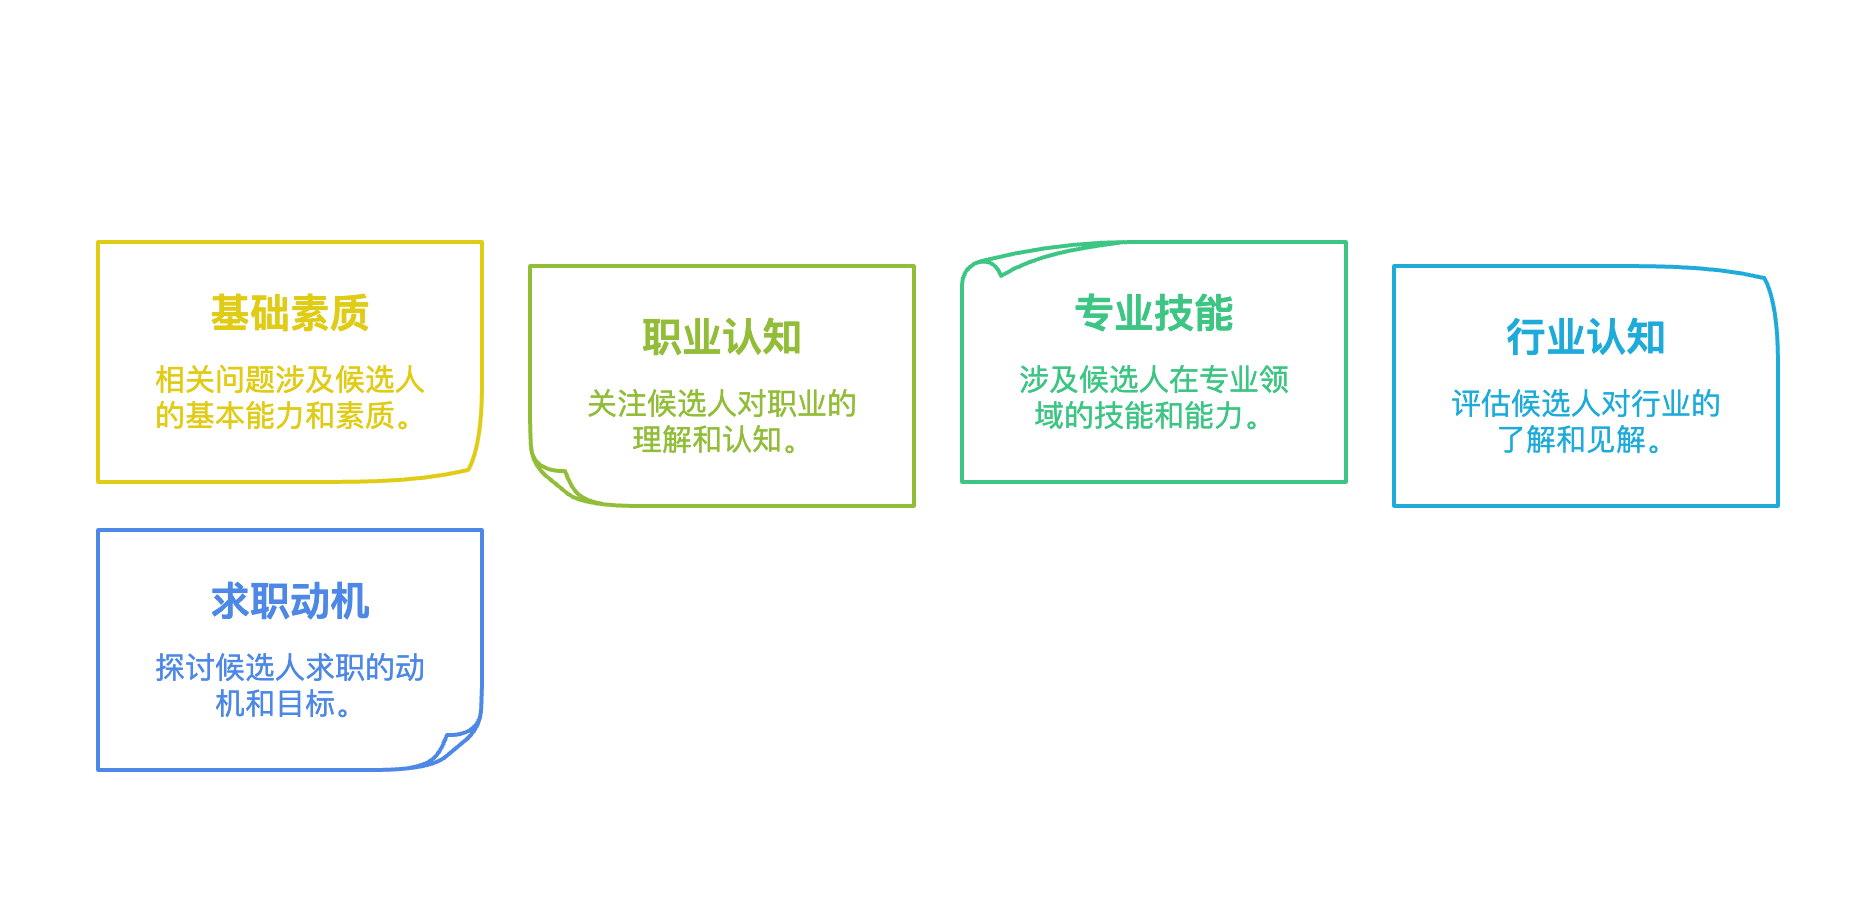 基础素质
相关问题涉及候选人
的基本能力和素质。
职业认知
关注候选人对职业的
理解和认知。
专业技能
涉及候选人在专业领
域的技能和能力。
行业认知
评估候选人对行业的
了解和见解。
求职动机
探讨候选人求职的动
机和目标。